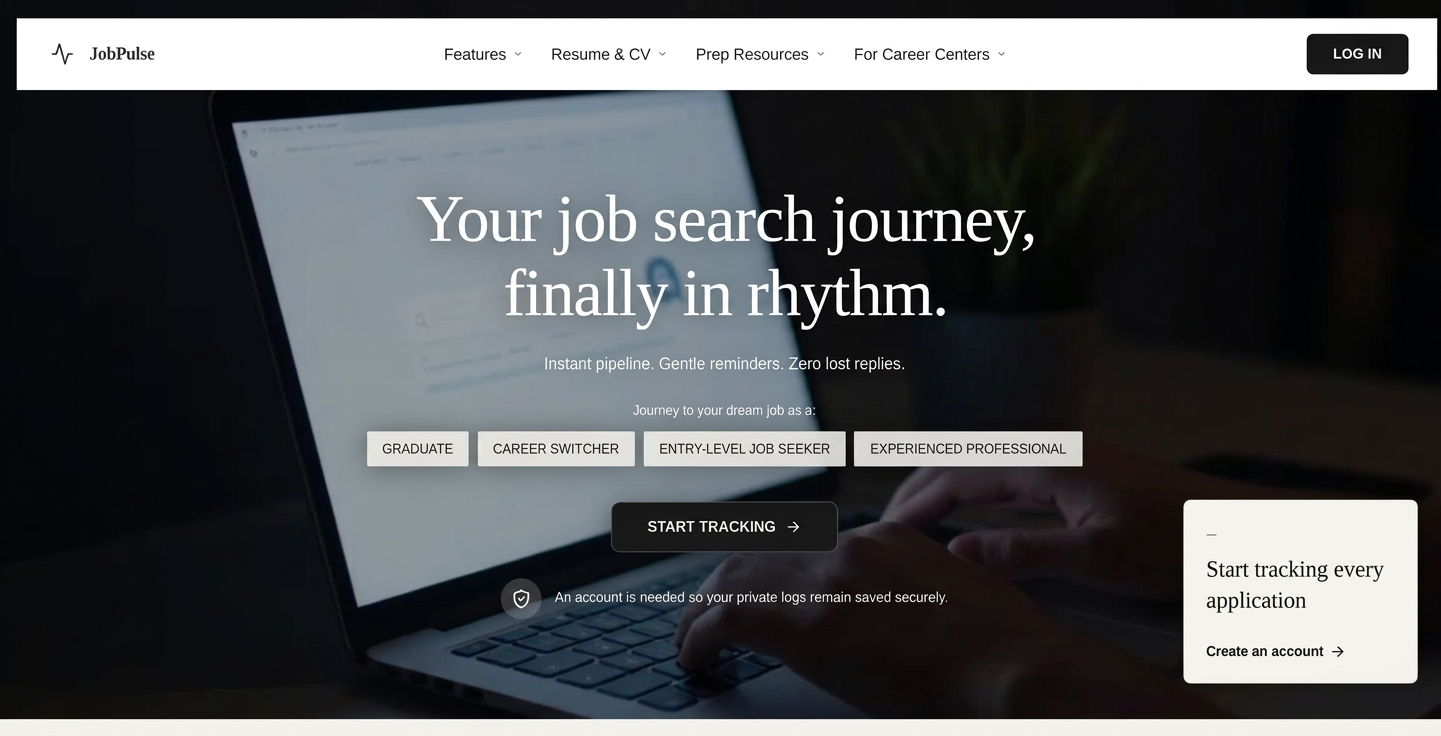 JobPulse
Features
Resume & CV
Prep Resources
For Career Centers
LOG IN
Your job search journey,
finally in rhythm.
Instant pipeline. Gentle reminders. Zero lost replies.
Journey to your dream job as a:
GRADUATE
CAREER SWITCHER
ENTRY-LEVEL JOB SEEKER
EXPERIENCED PROFESSIONAL
START TRACKING
An account is needed so your private logs remain saved securely.
Start tracking every
application
Create an account